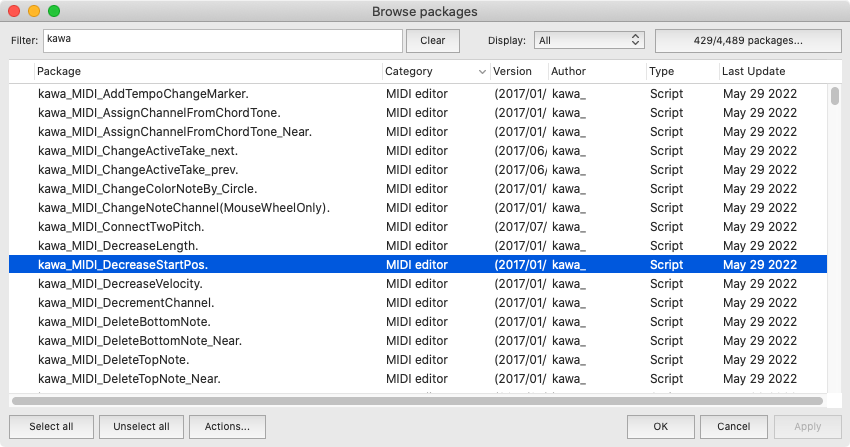 Browse packages
Filter: kawa Clear Display: All 429/4,489 packages...
Package Category Version Author Type Last Update
kawa_MIDI_AddTempoChangeMarker. MIDI editor (2017/01/ kawa_ Script May 29 2022
kawa_MIDI_AssignChannelFromChordTone. MIDI editor (2017/01/ kawa_ Script May 29 2022
kawa_MIDI_AssignChannelFromChordTone_Near. MIDI editor (2017/01/ kawa_ Script May 29 2022
kawa_MIDI_ChangeActiveTake_next. MIDI editor (2017/06/ kawa_ Script May 29 2022
kawa_MIDI_ChangeActiveTake_prev. MIDI editor (2017/06/ kawa_ Script May 29 2022
kawa_MIDI_ChangeColorNoteBy_Circle. MIDI editor (2017/01/ kawa_ Script May 29 2022
kawa_MIDI_ChangeNoteChannel(MouseWheelOnly). MIDI editor (2017/01/ kawa_ Script May 29 2022
kawa_MIDI_ConnectTwoPitch. MIDI editor (2017/07/ kawa_ Script May 29 2022
kawa_MIDI_DecreaseLength. MIDI editor (2017/01/ kawa_ Script May 29 2022
kawa_MIDI_DecreaseStartPos. MIDI editor (2017/01/ kawa_ Script May 29 2022
kawa_MIDI_DecreaseVelocity. MIDI editor (2017/01/ kawa_ Script May 29 2022
kawa_MIDI_DecrementChannel. MIDI editor (2017/01/ kawa_ Script May 29 2022
kawa_MIDI_DeleteBottomNote. MIDI editor (2017/01/ kawa_ Script May 29 2022
kawa_MIDI_DeleteBottomNote_Near. MIDI editor (2017/01/ kawa_ Script May 29 2022
kawa_MIDI_DeleteTopNote. MIDI editor (2017/01/ kawa_ Script May 29 2022
kawa_MIDI_DeleteTopNote_Near. MIDI editor (2017/01/ kawa_ Script May 29 2022
Select all Unselect all Actions... OK Cancel Apply